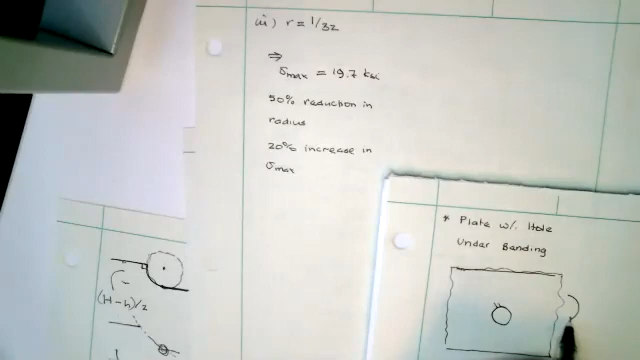 iii) r = 1/32
⇒
σmax = 19.7 ksi
50% reduction in
radius
20% increase in
σmax
(H-h)/2
* Plate w/. Hole
Under Bending